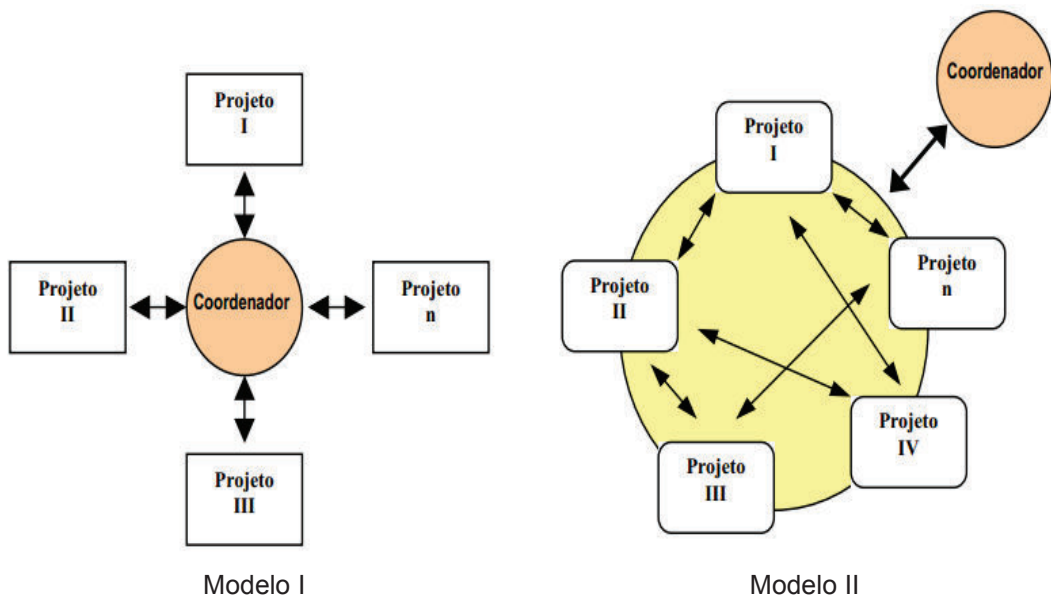 Projeto
I
Projeto
II
Coordenador
Projeto
n
Projeto
III
Modelo I
Coordenador
Projeto
I
Projeto
II
Projeto
n
Projeto
III
Projeto
IV
Modelo II